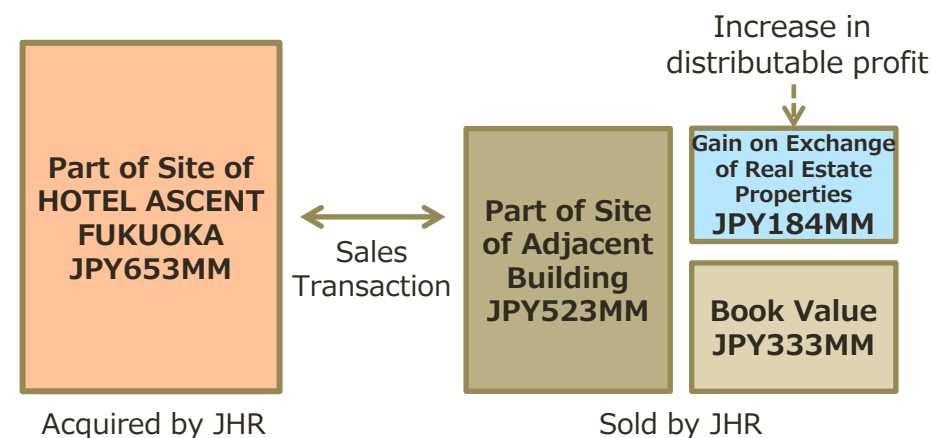 Increase in
distributable profit
Part of Site of
HOTEL ASCENT
FUKUOKA
JPY653MM
Sales
Transaction
Part of Site
of Adjacent
Building
JPY523MM
Gain on Exchange
of Real Estate
Properties
JPY184MM
Book Value
JPY333MM
Acquired by JHR
Sold by JHR